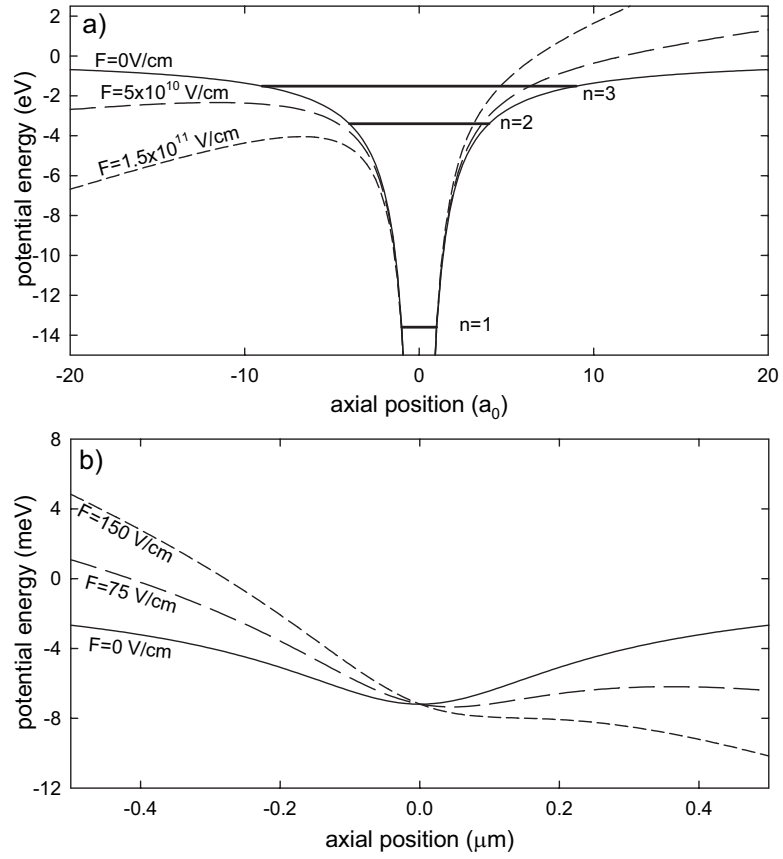 a)
2
0
-2
-4
-6
-8
-10
-12
-14
potential energy (eV)
F=0V/cm
F=5x10^10 V/cm
F=1.5x10^11 V/cm
n=3
n=2
n=1
-20
-10
0
10
20
axial position (a_0)
b)
8
4
0
-4
-8
-12
potential energy (meV)
F=150 V/cm
F=75 V/cm
F=0 V/cm
-0.4
-0.2
0.0
0.2
0.4
axial position (μm)